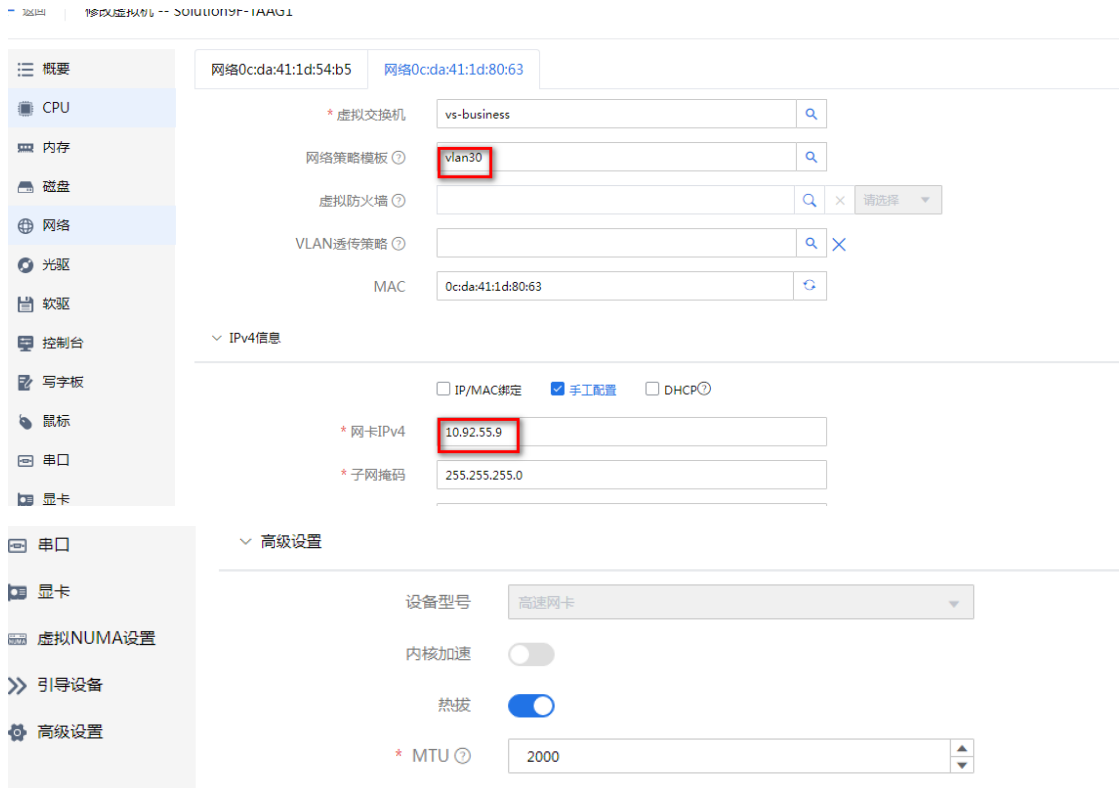 返回 修改虚拟机 -- Solution9F-TAAG1
概要
CPU
内存
磁盘
网络
光驱
软驱
控制台
写字板
鼠标
串口
显卡
网络0c:da:41:1d:54:b5 网络0c:da:41:1d:80:63
* 虚拟交换机 vs-business
网络策略模板 ? vlan30
虚拟防火墙 ? 请选择
VLAN透传策略 ?
MAC 0c:da:41:1d:80:63
IPv4信息
IP/MAC绑定 手工配置 DHCP ?
* 网卡IPv4 10.92.55.9
* 子网掩码 255.255.255.0
串口
显卡
虚拟NUMA设置
引导设备
高级设置
高级设置
设备型号 高速网卡
内核加速
热拔
* MTU ? 2000